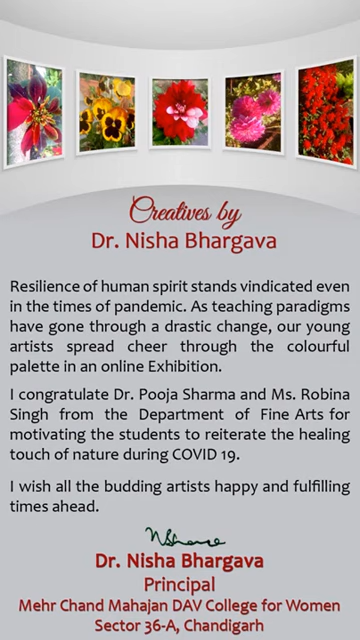 Creatives by
Dr. Nisha Bhargava
Resilience of human spirit stands vindicated even
in the times of pandemic. As teaching paradigms
have gone through a drastic change, our young
artists spread cheer through the colourful
palette in an online Exhibition.
I congratulate Dr. Pooja Sharma and Ms. Robina
Singh from the Department of Fine Arts for
motivating the students to reiterate the healing
touch of nature during COVID 19.
I wish all the budding artists happy and fulfilling
times ahead.
Dr. Nisha Bhargava
Principal
Mehr Chand Mahajan DAV College for Women
Sector 36-A, Chandigarh